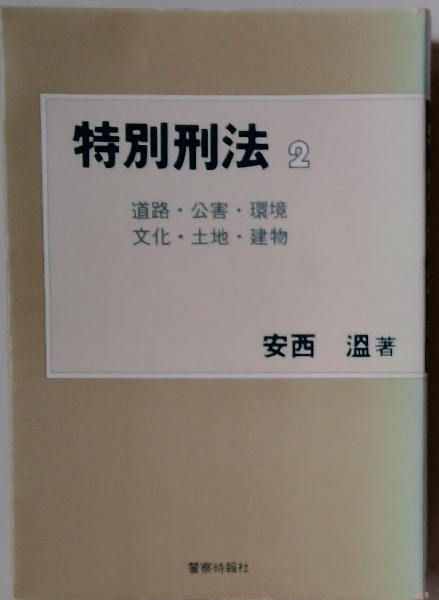 特別刑法 2
道路・公害・環境
文化・土地・建物
安西 溫著
警察時報社